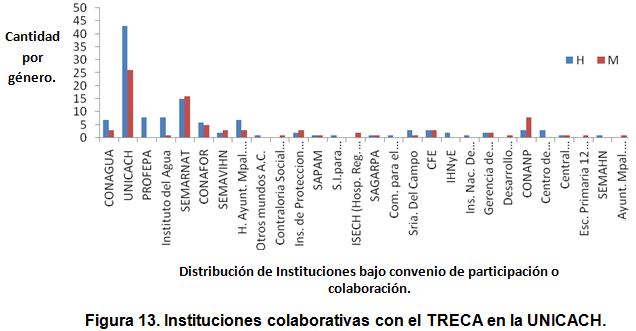 50
45
40
35
30
25
20
15
10
5
0
Cantidad
por
género.
H
M
CONAGUA
UNICACH
PROFEPA
Instituto del Agua
SEMARNAT
CONAFOR
SEMAVIHN
H. Ayunt. Mpal....
Otros mundos A.C.
Contraloria Social...
Ins. de Proteccion...
SAPAM
S.I.para...
ISECH (Hosp. Reg....
SAGARPA
Com. para el...
Sria. Del Campo
CFE
IHNyE
Ins. Nac. De...
Gerencia de...
Desarrollo...
CONANP
Centro de...
Central...
Esc. Primaria 12...
SEMAHN
Ayunt. Mpal....
Distribución de Instituciones bajo convenio de participación o
colaboración.
Figura 13. Instituciones colaborativas con el TRECA en la UNICACH.